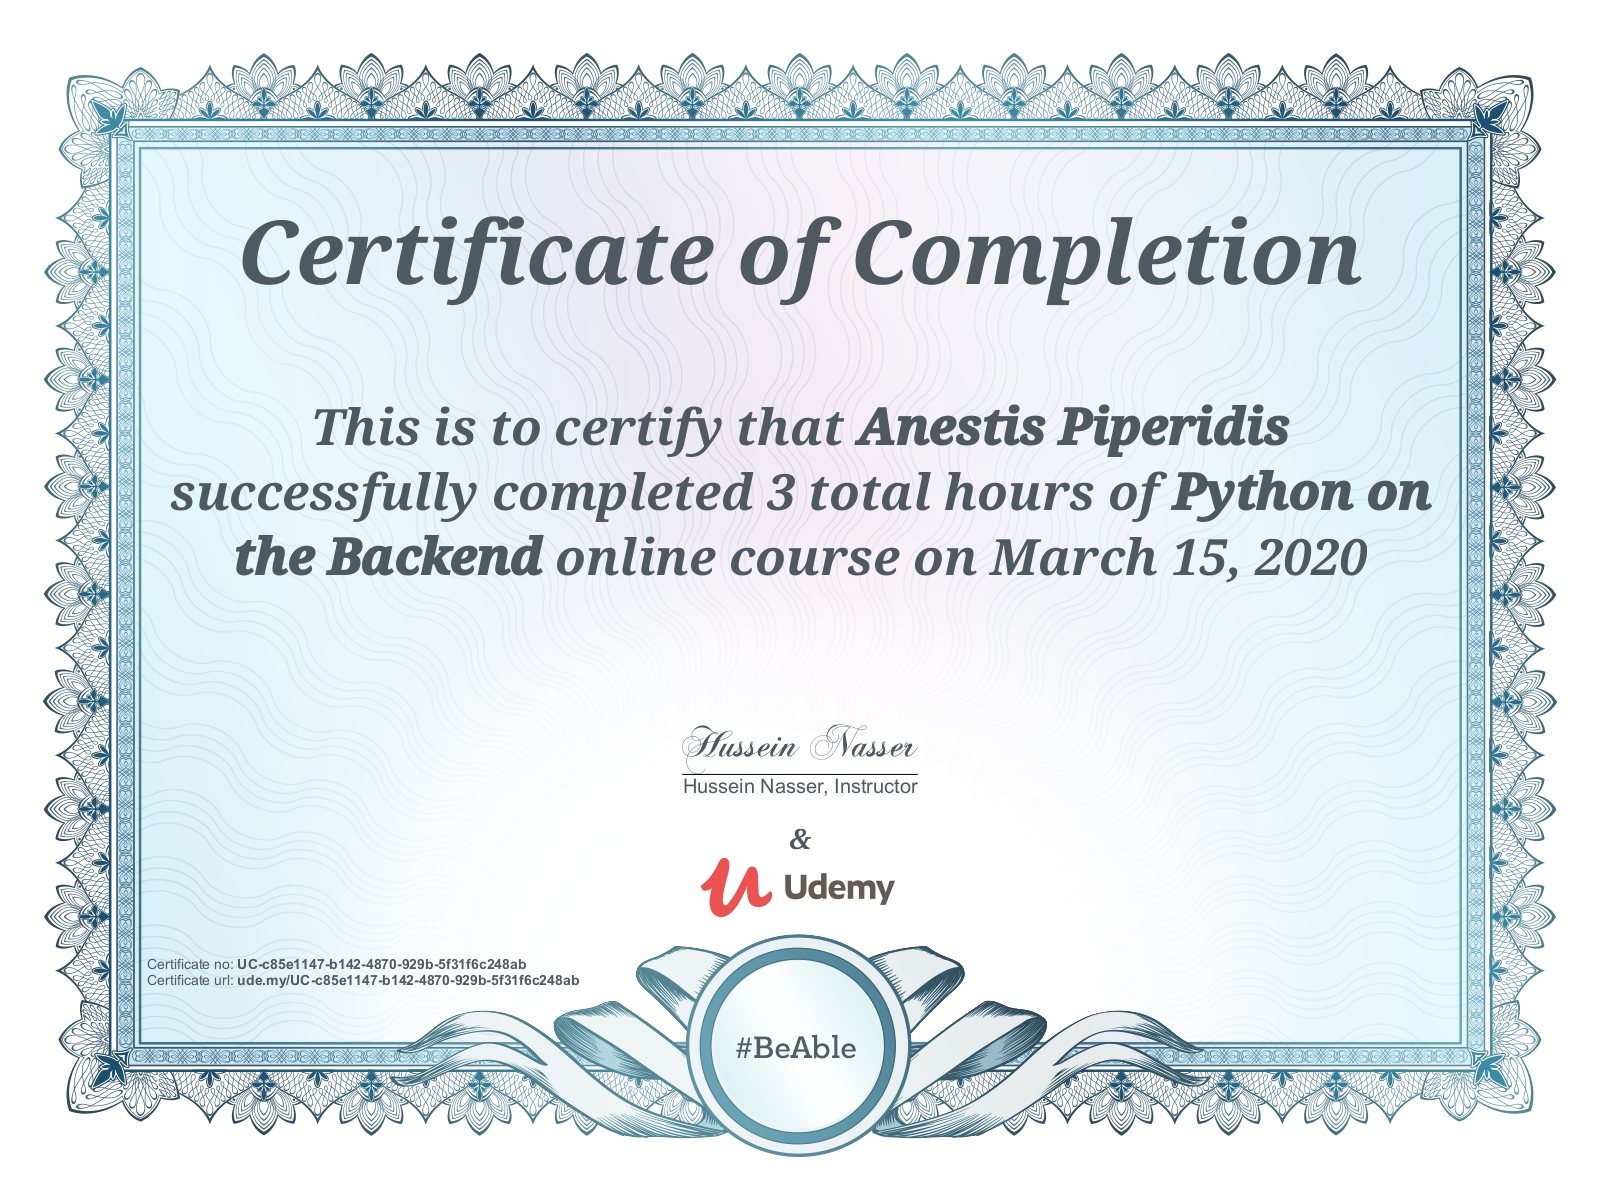 Certificate of Completion
This is to certify that Anestis Piperidis
successfully completed 3 total hours of Python on
the Backend online course on March 15, 2020
Hussein Nasser
Hussein Nasser, Instructor
&
Udemy
Certificate no: UC-c85e1147-b142-4870-929b-5f31f6c248ab
Certificate url: ude.my/UC-c85e1147-b142-4870-929b-5f31f6c248ab
#BeAble